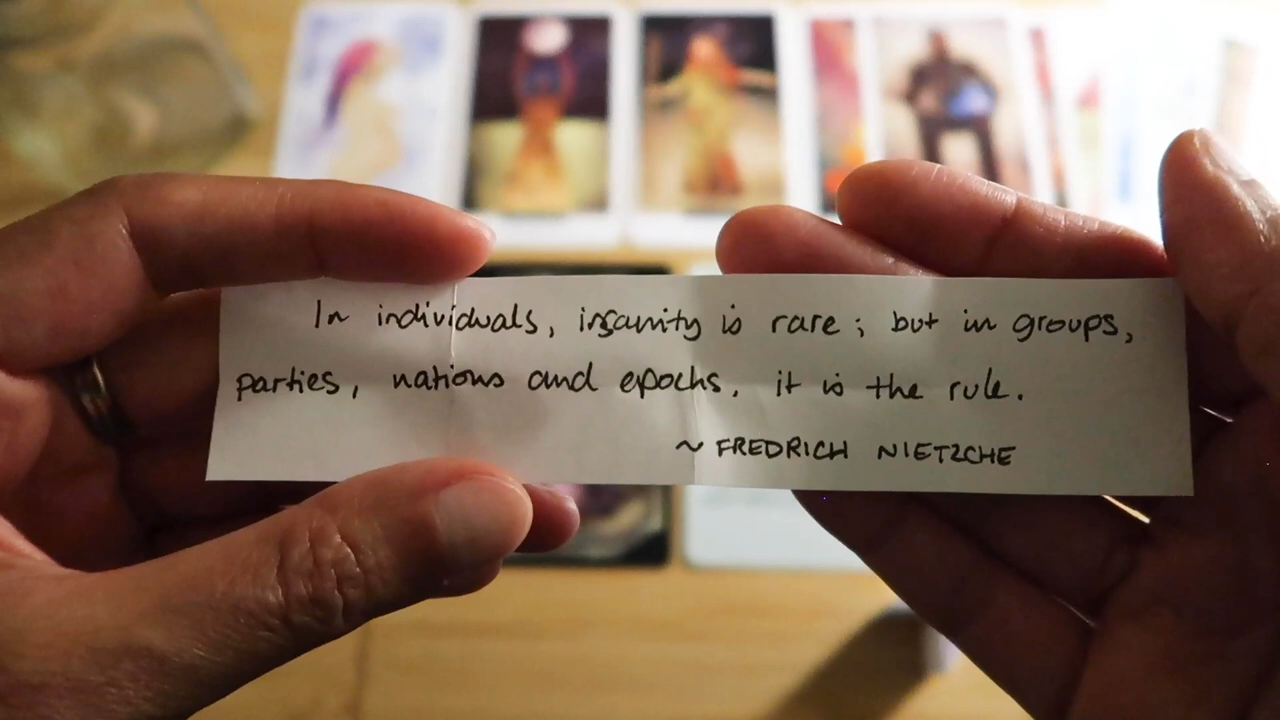 In individuals, insanity is rare; but in groups,
parties, nations and epochs, it is the rule.
~ FREDRICH NIETZCHE